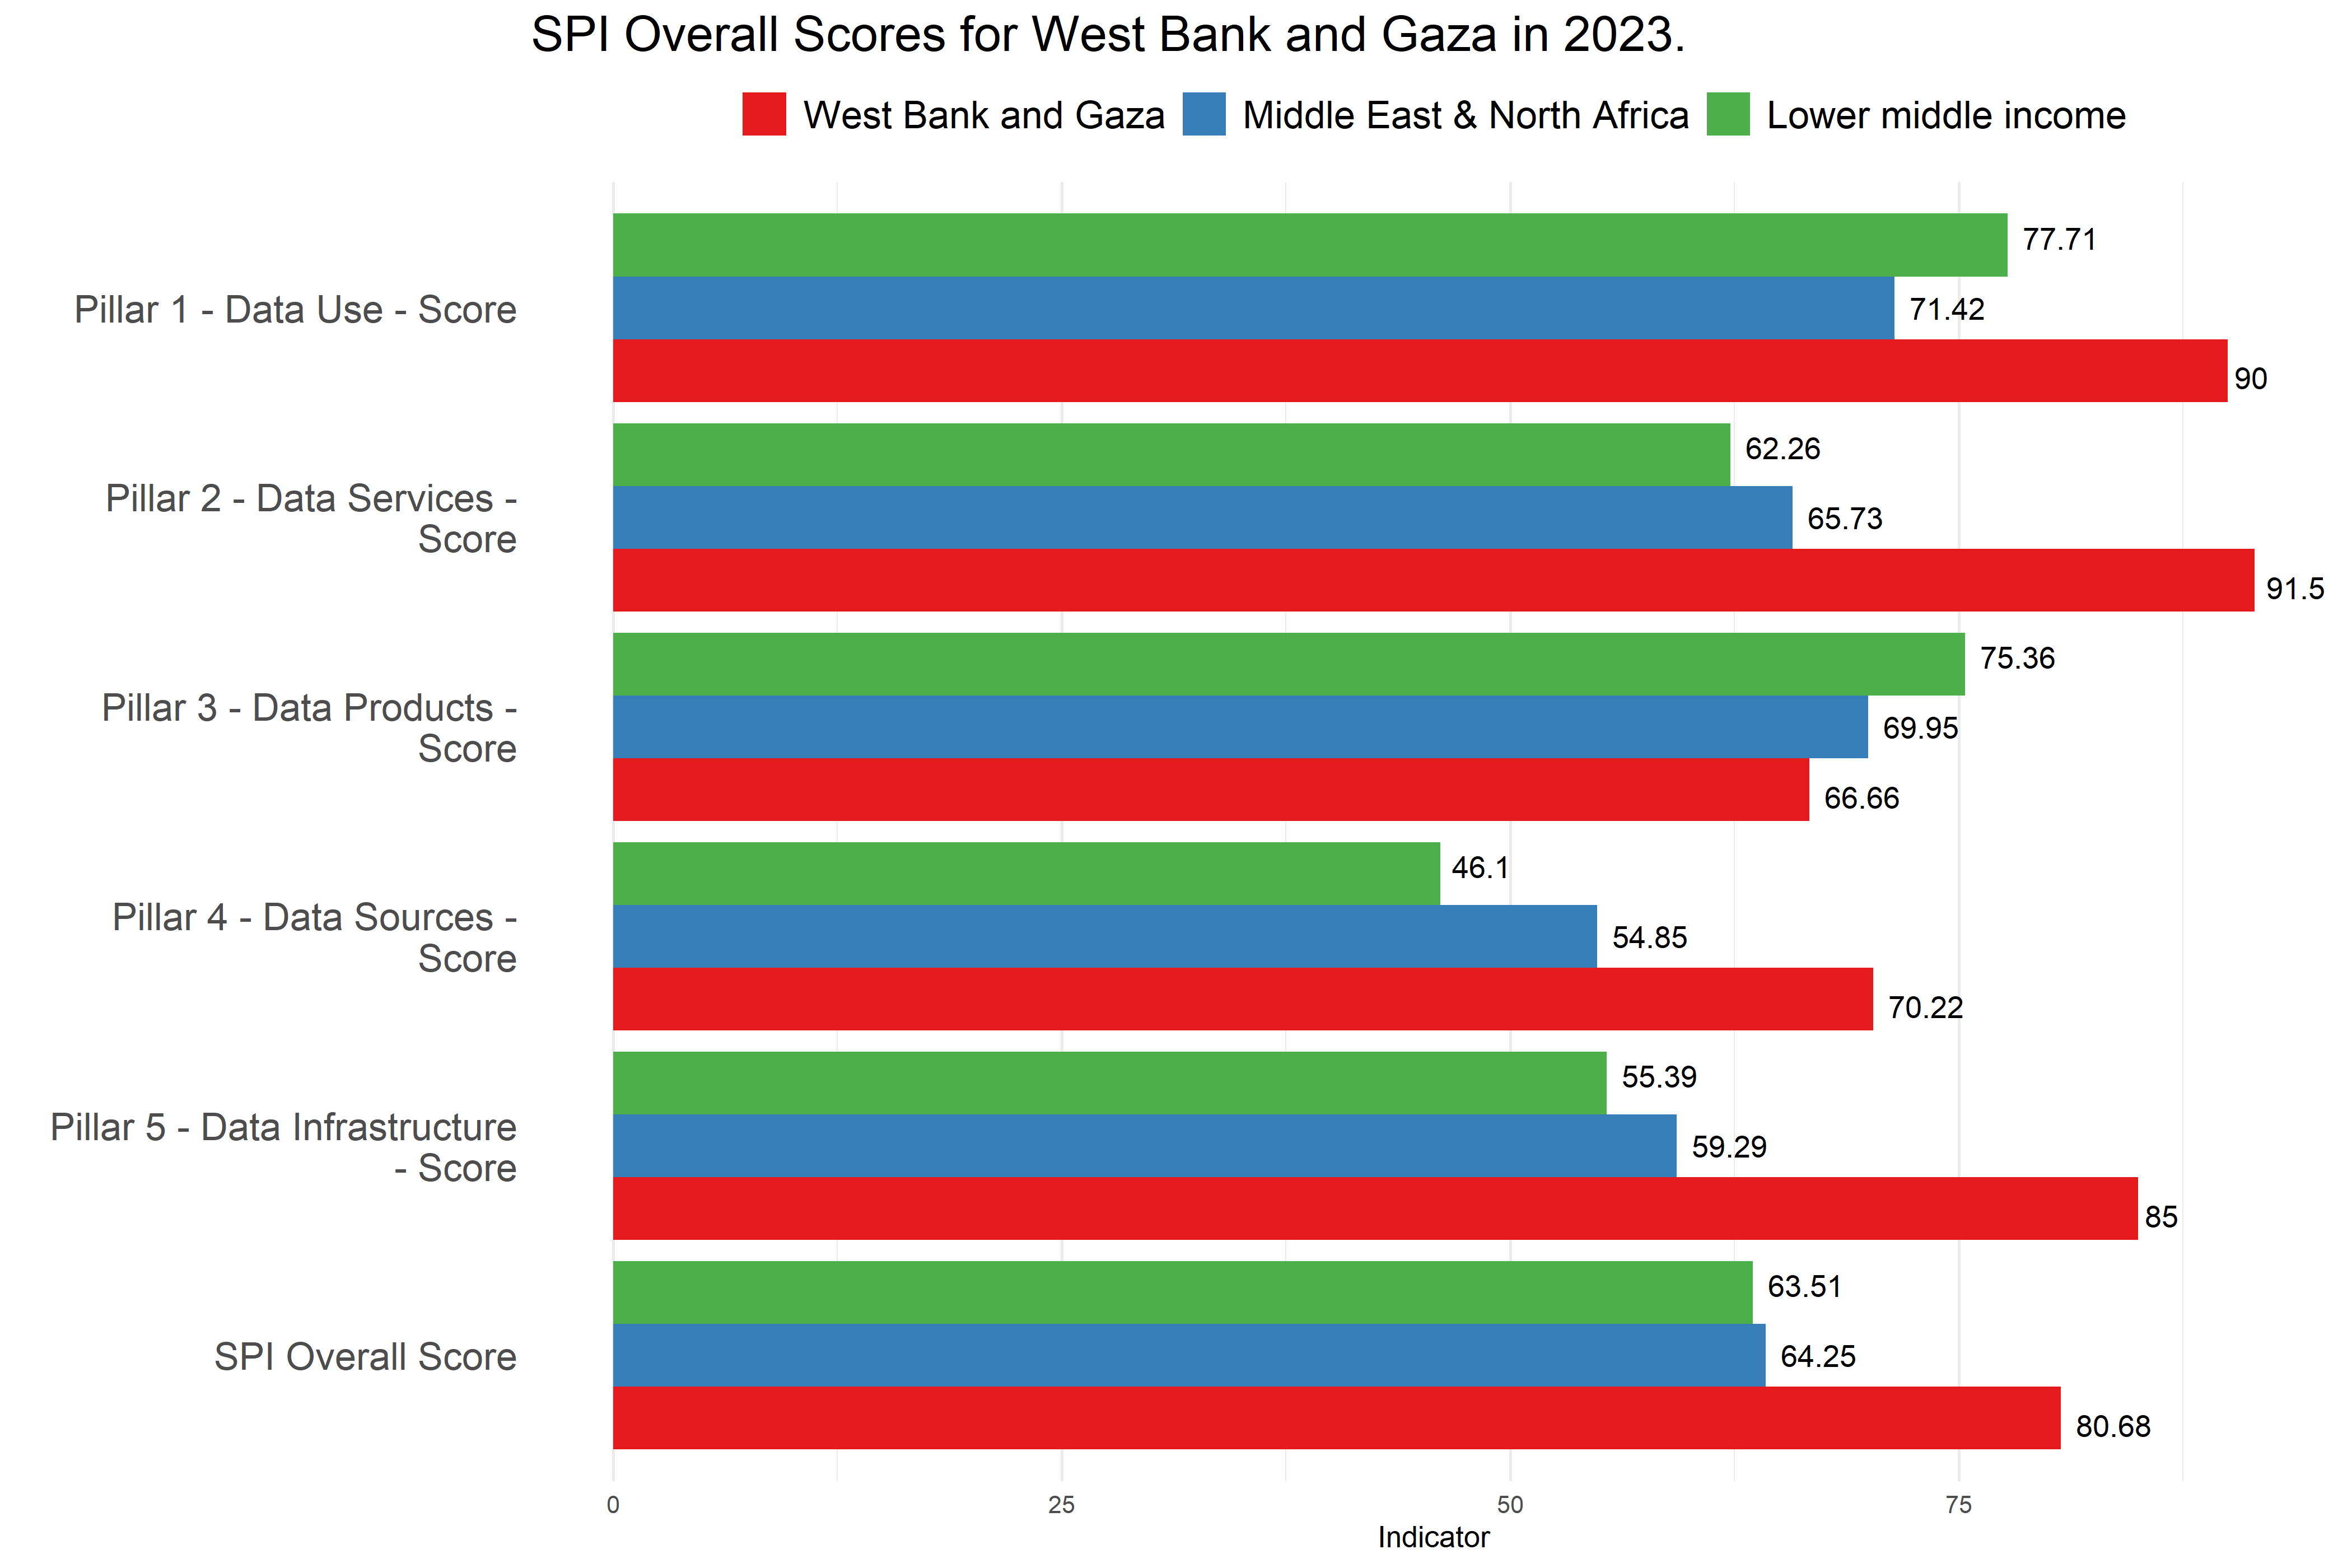 SPI Overall Scores for West Bank and Gaza in 2023.
West Bank and Gaza Middle East & North Africa Lower middle income
Pillar 1 - Data Use - Score
77.71
71.42
90
Pillar 2 - Data Services -
Score
62.26
65.73
91.5
Pillar 3 - Data Products -
Score
75.36
69.95
66.66
Pillar 4 - Data Sources -
Score
46.1
54.85
70.22
Pillar 5 - Data Infrastructure
- Score
55.39
59.29
85
SPI Overall Score
63.51
64.25
80.68
0 25 50 75
Indicator